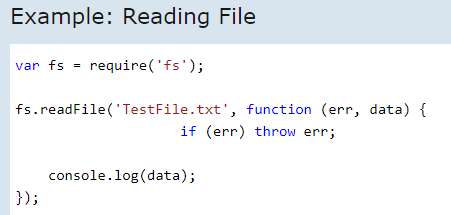 Example: Reading File
var fs = require('fs');
fs.readFile('TestFile.txt', function (err, data) {
if (err) throw err;
console.log(data);
});